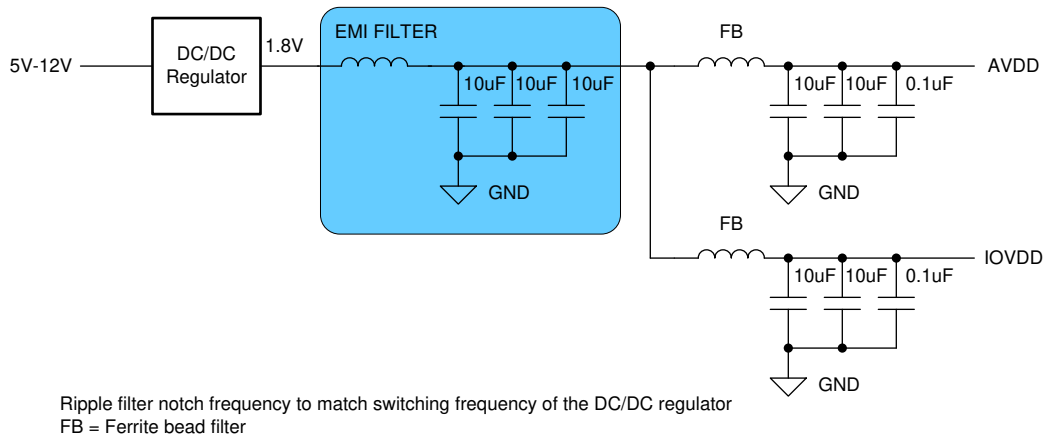 EMI FILTER
FB
5V-12V
DC/DC
Regulator
1.8V
10uF 10uF 10uF
GND
10uF 10uF 0.1uF
AVDD
GND
FB
10uF 10uF 0.1uF
IOVDD
GND
Ripple filter notch frequency to match switching frequency of the DC/DC regulator
FB = Ferrite bead filter